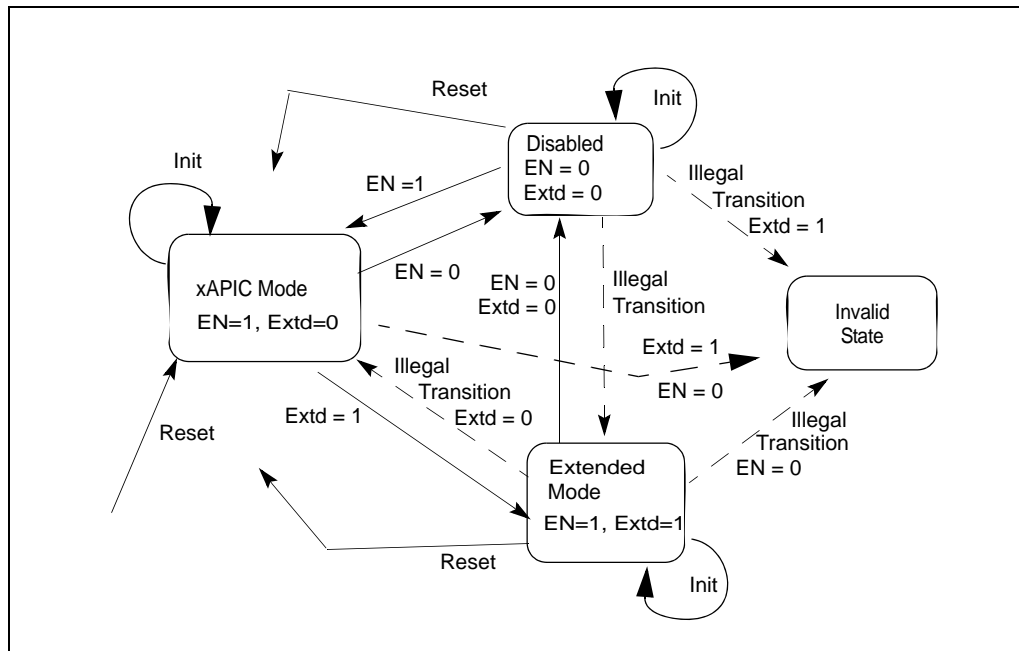 Reset
Init
Disabled
EN = 0
Extd = 0
Illegal
Transition
Extd = 1
Init
EN =1
EN = 0
xAPIC Mode
EN=1, Extd=0
EN = 0
Extd = 0
Illegal
Transition
Invalid
State
Extd = 1
EN = 0
Illegal
Transition
Extd = 0
Extd = 1
Reset
Illegal
Transition
EN = 0
Extended
Mode
EN=1, Extd=1
Reset
Init